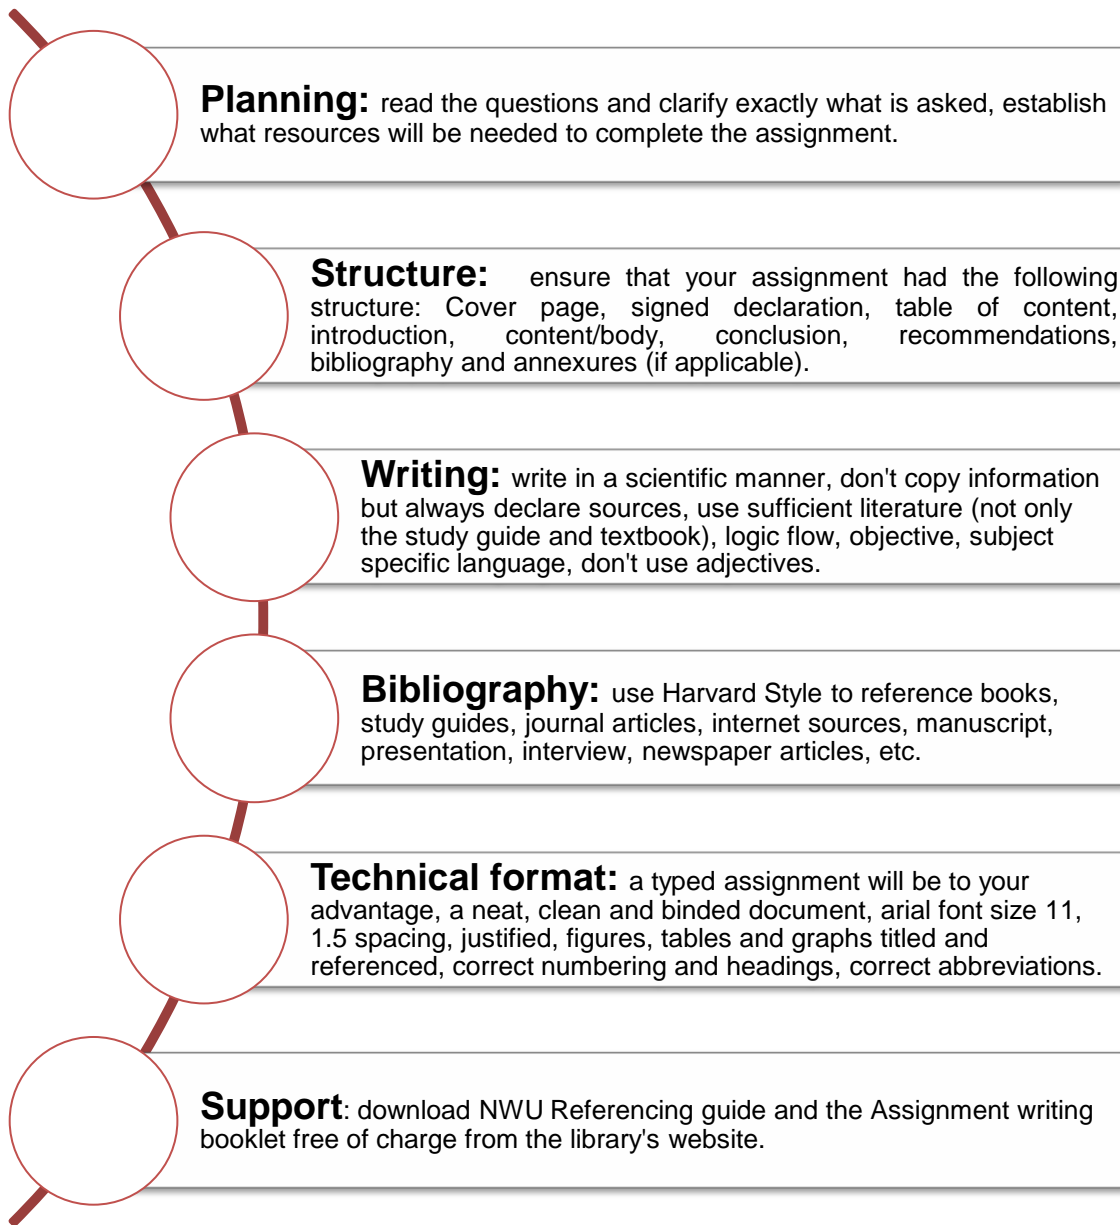 Planning: read the questions and clarify exactly what is asked, establish
what resources will be needed to complete the assignment.
Structure: ensure that your assignment had the following
structure: Cover page, signed declaration, table of content,
introduction, content/body, conclusion, recommendations,
bibliography and annexures (if applicable).
Writing: write in a scientific manner, don't copy information
but always declare sources, use sufficient literature (not only
the study guide and textbook), logic flow, objective, subject
specific language, don't use adjectives.
Bibliography: use Harvard Style to reference books,
study guides, journal articles, internet sources, manuscript,
presentation, interview, newspaper articles, etc.
Technical format: a typed assignment will be to your
advantage, a neat, clean and binded document, arial font size 11,
1.5 spacing, justified, figures, tables and graphs titled and
referenced, correct numbering and headings, correct abbreviations.
Support: download NWU Referencing guide and the Assignment writing
booklet free of charge from the library's website.